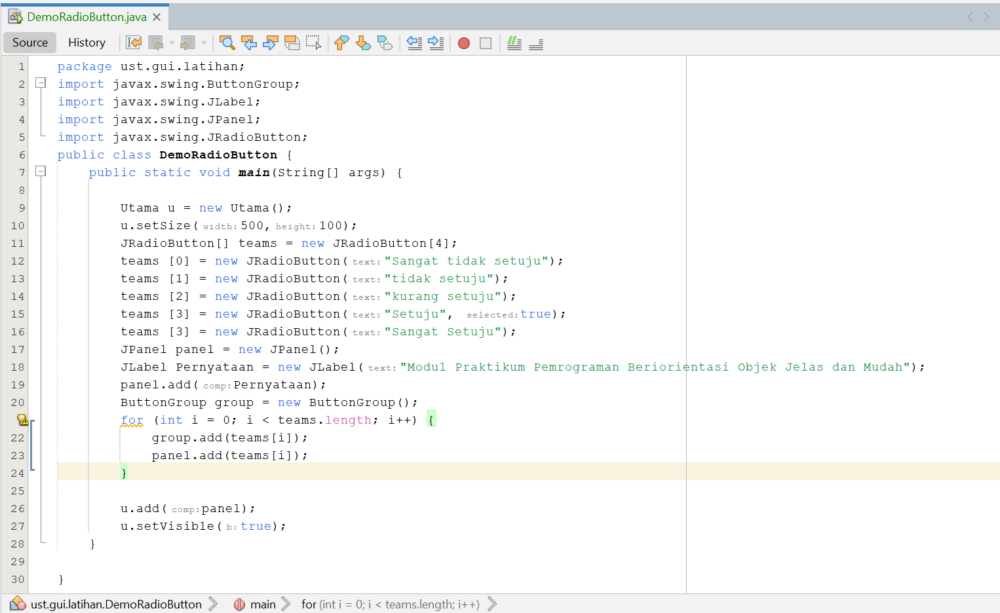 DemoRadioButton.java
Source History
1 package ust.gui.latihan;
2 import javax.swing.ButtonGroup;
3 import javax.swing.JLabel;
4 import javax.swing.JPanel;
5 import javax.swing.JRadioButton;
6 public class DemoRadioButton {
7 public static void main(String[] args) {
8
9 Utama u = new Utama();
10 u.setSize( width: 500, height: 100);
11 JRadioButton[] teams = new JRadioButton[4];
12 teams [0] = new JRadioButton( text: "Sangat tidak setuju");
13 teams [1] = new JRadioButton( text: "tidak setuju");
14 teams [2] = new JRadioButton( text: "kurang setuju");
15 teams [3] = new JRadioButton( text: "Setuju", selected: true);
16 teams [3] = new JRadioButton( text: "Sangat Setuju");
17 JPanel panel = new JPanel();
18 JLabel Pernyataan = new JLabel( text: "Modul Praktikum Pemrograman Beriorientasi Objek Jelas dan Mudah");
19 panel.add( comp: Pernyataan);
20 ButtonGroup group = new ButtonGroup();
for (int i = 0; i < teams.length; i++) {
22 group.add(teams[i]);
23 panel.add(teams[i]);
24 }
25
26 u.add( comp: panel);
27 u.setVisible( b: true);
28 }
29
30 }
ust.gui.latihan.DemoRadioButton main for (int i = 0; i < teams.length; i++)